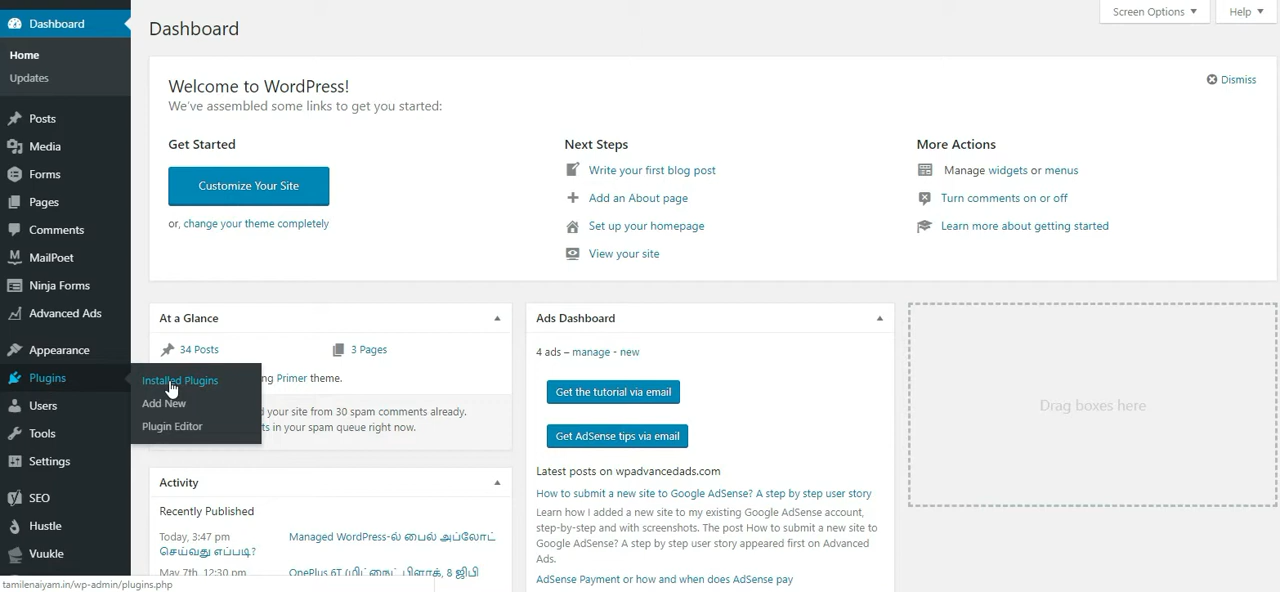 Dashboard
Home
Updates
Posts
Media
Forms
Pages
Comments
MailPoet
Ninja Forms
Advanced Ads
Appearance
Plugins
Installed Plugins
Add New
Plugin Editor
Users
Tools
Settings
SEO
Hustle
Vuukle
tamilenaiyam.in/wp-admin/plugins.php
Dashboard
Screen Options
Help
Welcome to WordPress!
We've assembled some links to get you started:
Dismiss
Get Started
Customize Your Site
or, change your theme completely
Next Steps
Write your first blog post
Add an About page
Set up your homepage
View your site
More Actions
Manage widgets or menus
Turn comments on or off
Learn more about getting started
At a Glance
34 Posts
3 Pages
ng Primer theme.
d your site from 30 spam comments already.
ts in your spam queue right now.
Activity
Recently Published
Today, 3:47 pm
Managed WordPress-ல் பைல் அப்லோட்
செய்வது எப்படி?
May 7th, 12:30 pm
OnePlus 6T (மிட்நைட் பிளாக், 8 ஜிபி
Ads Dashboard
4 ads – manage - new
Get the tutorial via email
Get AdSense tips via email
Latest posts on wpadvancedads.com
How to submit a new site to Google AdSense? A step by step user story
Learn how I added a new site to my existing Google AdSense account,
step-by-step and with screenshots. The post How to submit a new site to
Google AdSense? A step by step user story appeared first on Advanced
Ads.
AdSense Payment or how and when does AdSense pay
Drag boxes here